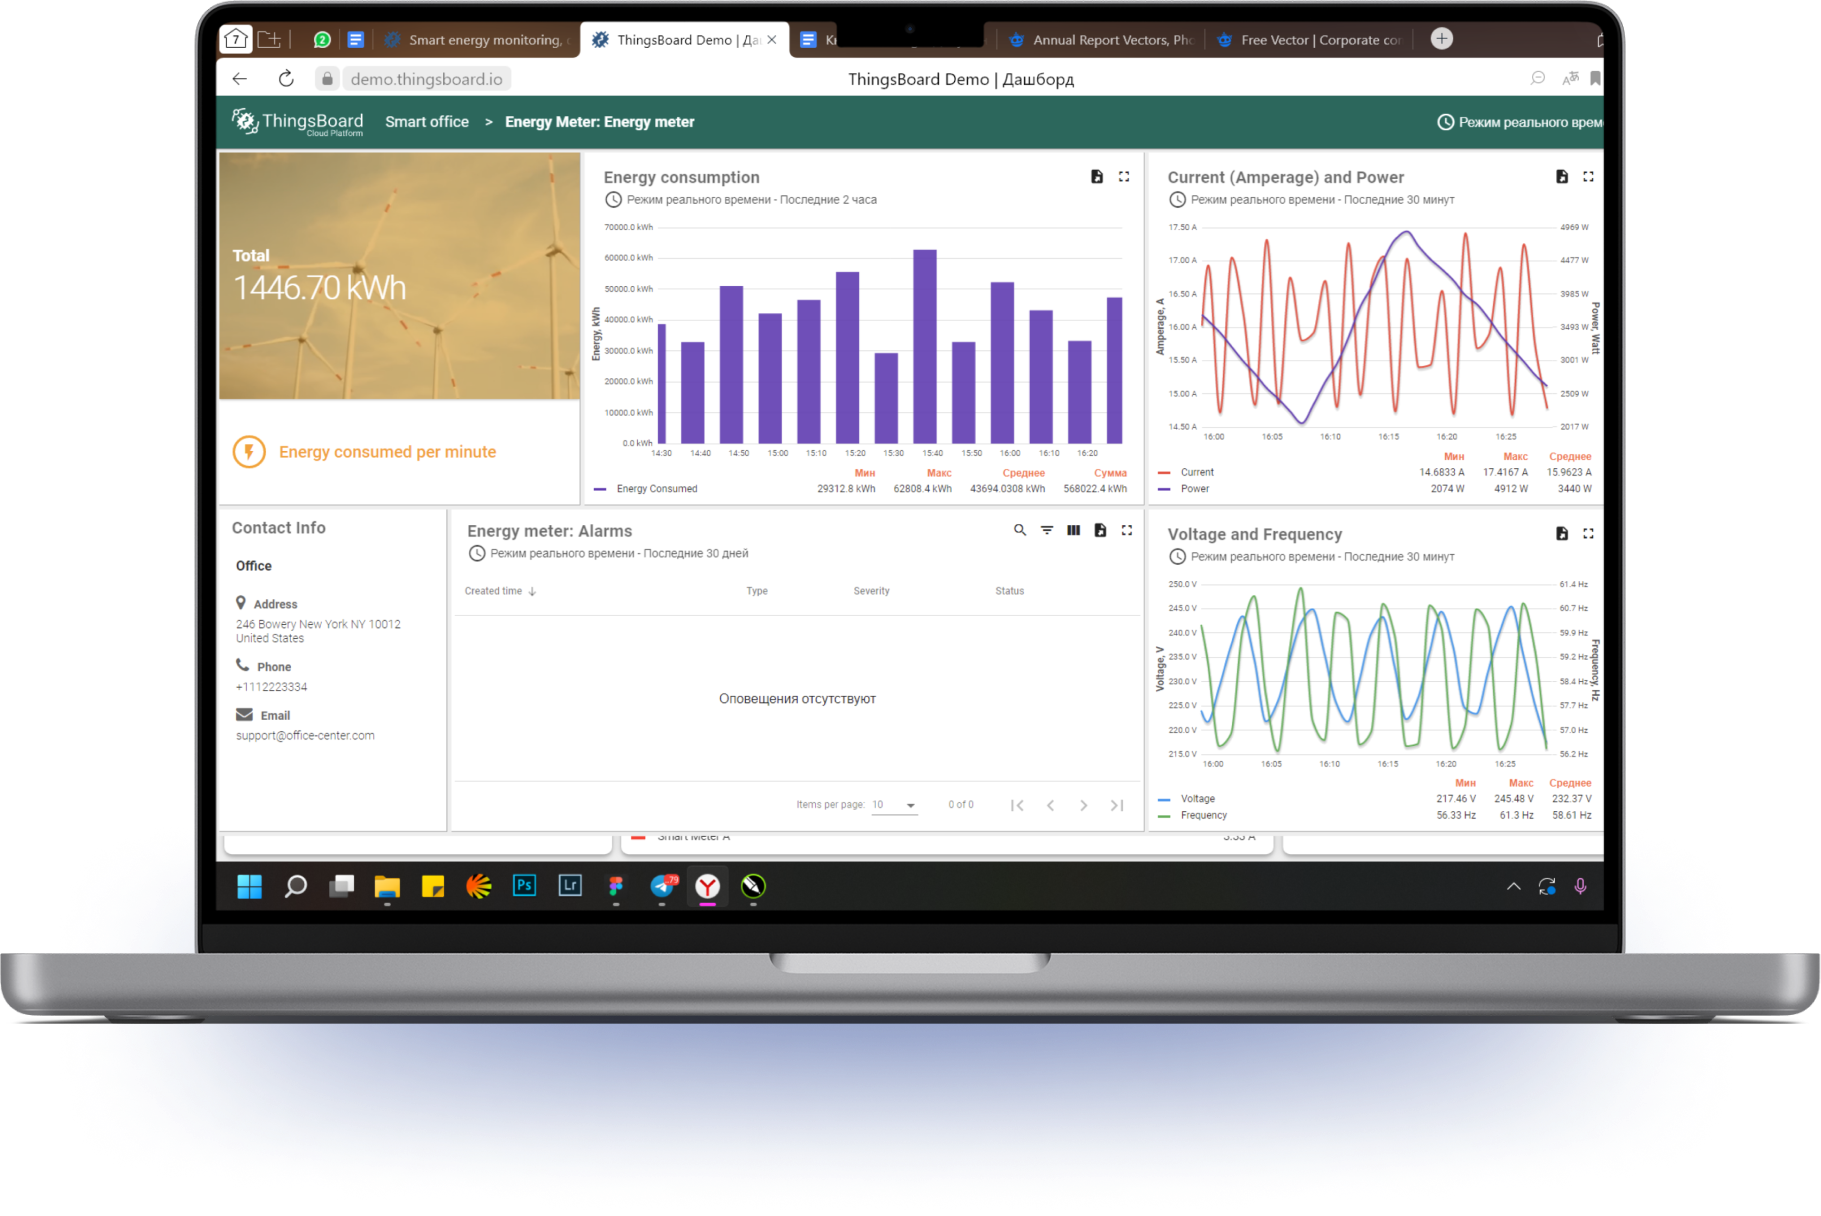 7
2
Smart energy monitoring,
ThingsBoard Demo | Да
Annual Report Vectors, Pho
Free Vector | Corporate co
demo.thingsboard.io
ThingsBoard Demo | Дашборд
ThingsBoard
Cloud Platform
Smart office > Energy Meter: Energy meter
Режим реального врем
Total
1446.70 kWh
Energy consumed per minute
Energy consumption
Режим реального времени - Последние 2 часа
Energy, kWh
70000.0 kWh
60000.0 kWh
50000.0 kWh
40000.0 kWh
30000.0 kWh
20000.0 kWh
10000.0 kWh
0.0 kWh
14:30 14:40 14:50 15:00 15:10 15:20 15:30 15:40 15:50 16:00 16:10 16:20
Мин Макс Среднее Сумма
Energy Consumed 29312.8 kWh 62808.4 kWh 43694.0308 kWh 568022.4 kWh
Current (Amperage) and Power
Режим реального времени - Последние 30 минут
Amperage, A
17.50 A
17.00 A
16.50 A
16.00 A
15.50 A
15.00 A
14.50 A
4969 W
4477 W
3985 W
3493 W
3001 W
2509 W
2017 W
Power, Watt
16:00 16:05 16:10 16:15 16:20 16:25
Мин Макс Среднее
Current 14.6833 A 17.4167 A 15.9623 A
Power 2074 W 4912 W 3440 W
Contact Info
Office
Address
246 Bowery New York NY 10012
United States
Phone
+1112223334
Email
support@office-center.com
Energy meter: Alarms
Режим реального времени - Последние 30 дней
Created time Type Severity Status
Оповещения отсутствуют
Items per page: 10 0 of 0
Voltage and Frequency
Режим реального времени - Последние 30 минут
Voltage, V
250.0 V
245.0 V
240.0 V
235.0 V
230.0 V
225.0 V
220.0 V
215.0 V
61.4 Hz
60.7 Hz
59.9 Hz
59.2 Hz
58.4 Hz
57.7 Hz
57.0 Hz
56.2 Hz
Frequency, Hz
16:00 16:05 16:10 16:15 16:20 16:25
Мин Макс Среднее
Voltage 217.46 V 245.48 V 232.37 V
Frequency 56.33 Hz 61.3 Hz 58.61 Hz
Smart Meter A 3.33 A
Ps
Lr
79